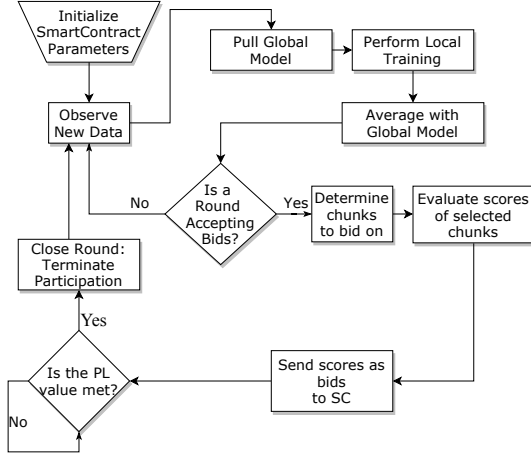 Initialize
SmartContract
Parameters
Pull Global
Model
Perform Local
Training
Observe
New Data
Average with
Global Model
No
Is a
Round
Accepting
Bids?
Yes
Determine
chunks
to bid on
Evaluate scores
of selected
chunks
Close Round:
Terminate
Participation
Yes
Is the PL
value met?
No
Send scores as
bids
to SC